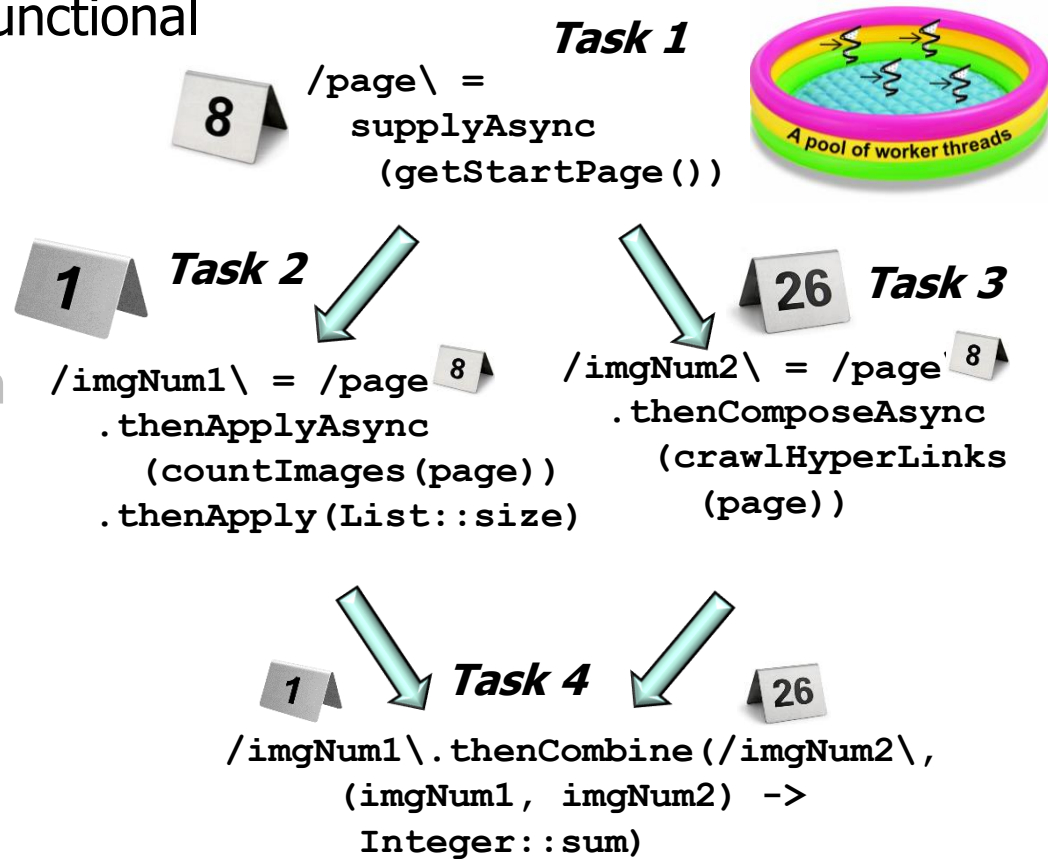 unctional
Task 1
8
/page\ =
supplyAsync
(getStartPage())
A pool of worker threads
1
Task 2
26
Task 3
/imgNum1\ = /page
8
.thenApplyAsync
(countImages(page))
.thenApply(List::size)
/imgNum2\ = /page\
8
.thenComposeAsync
(crawlHyperLinks
(page))
1
Task 4
26
/imgNum1\.thenCombine(/imgNum2\,
(imgNum1, imgNum2) ->
Integer::sum)